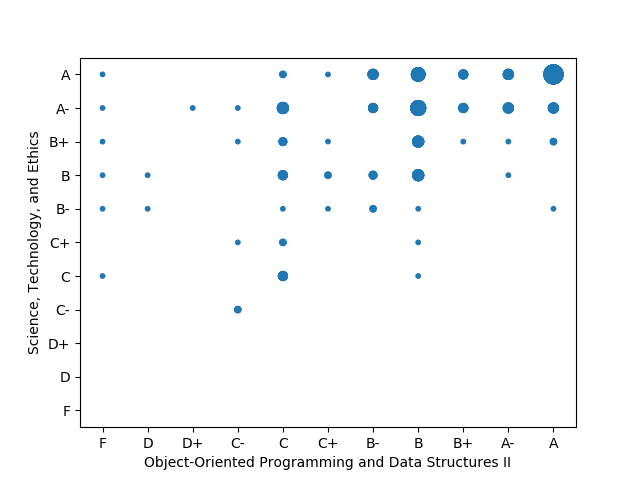 Science, Technology, and Ethics
A
A-
B+
B
B-
C+
C
C-
D+
D
F
F D D+ C- C C+ B- B B+ A- A
Object-Oriented Programming and Data Structures II